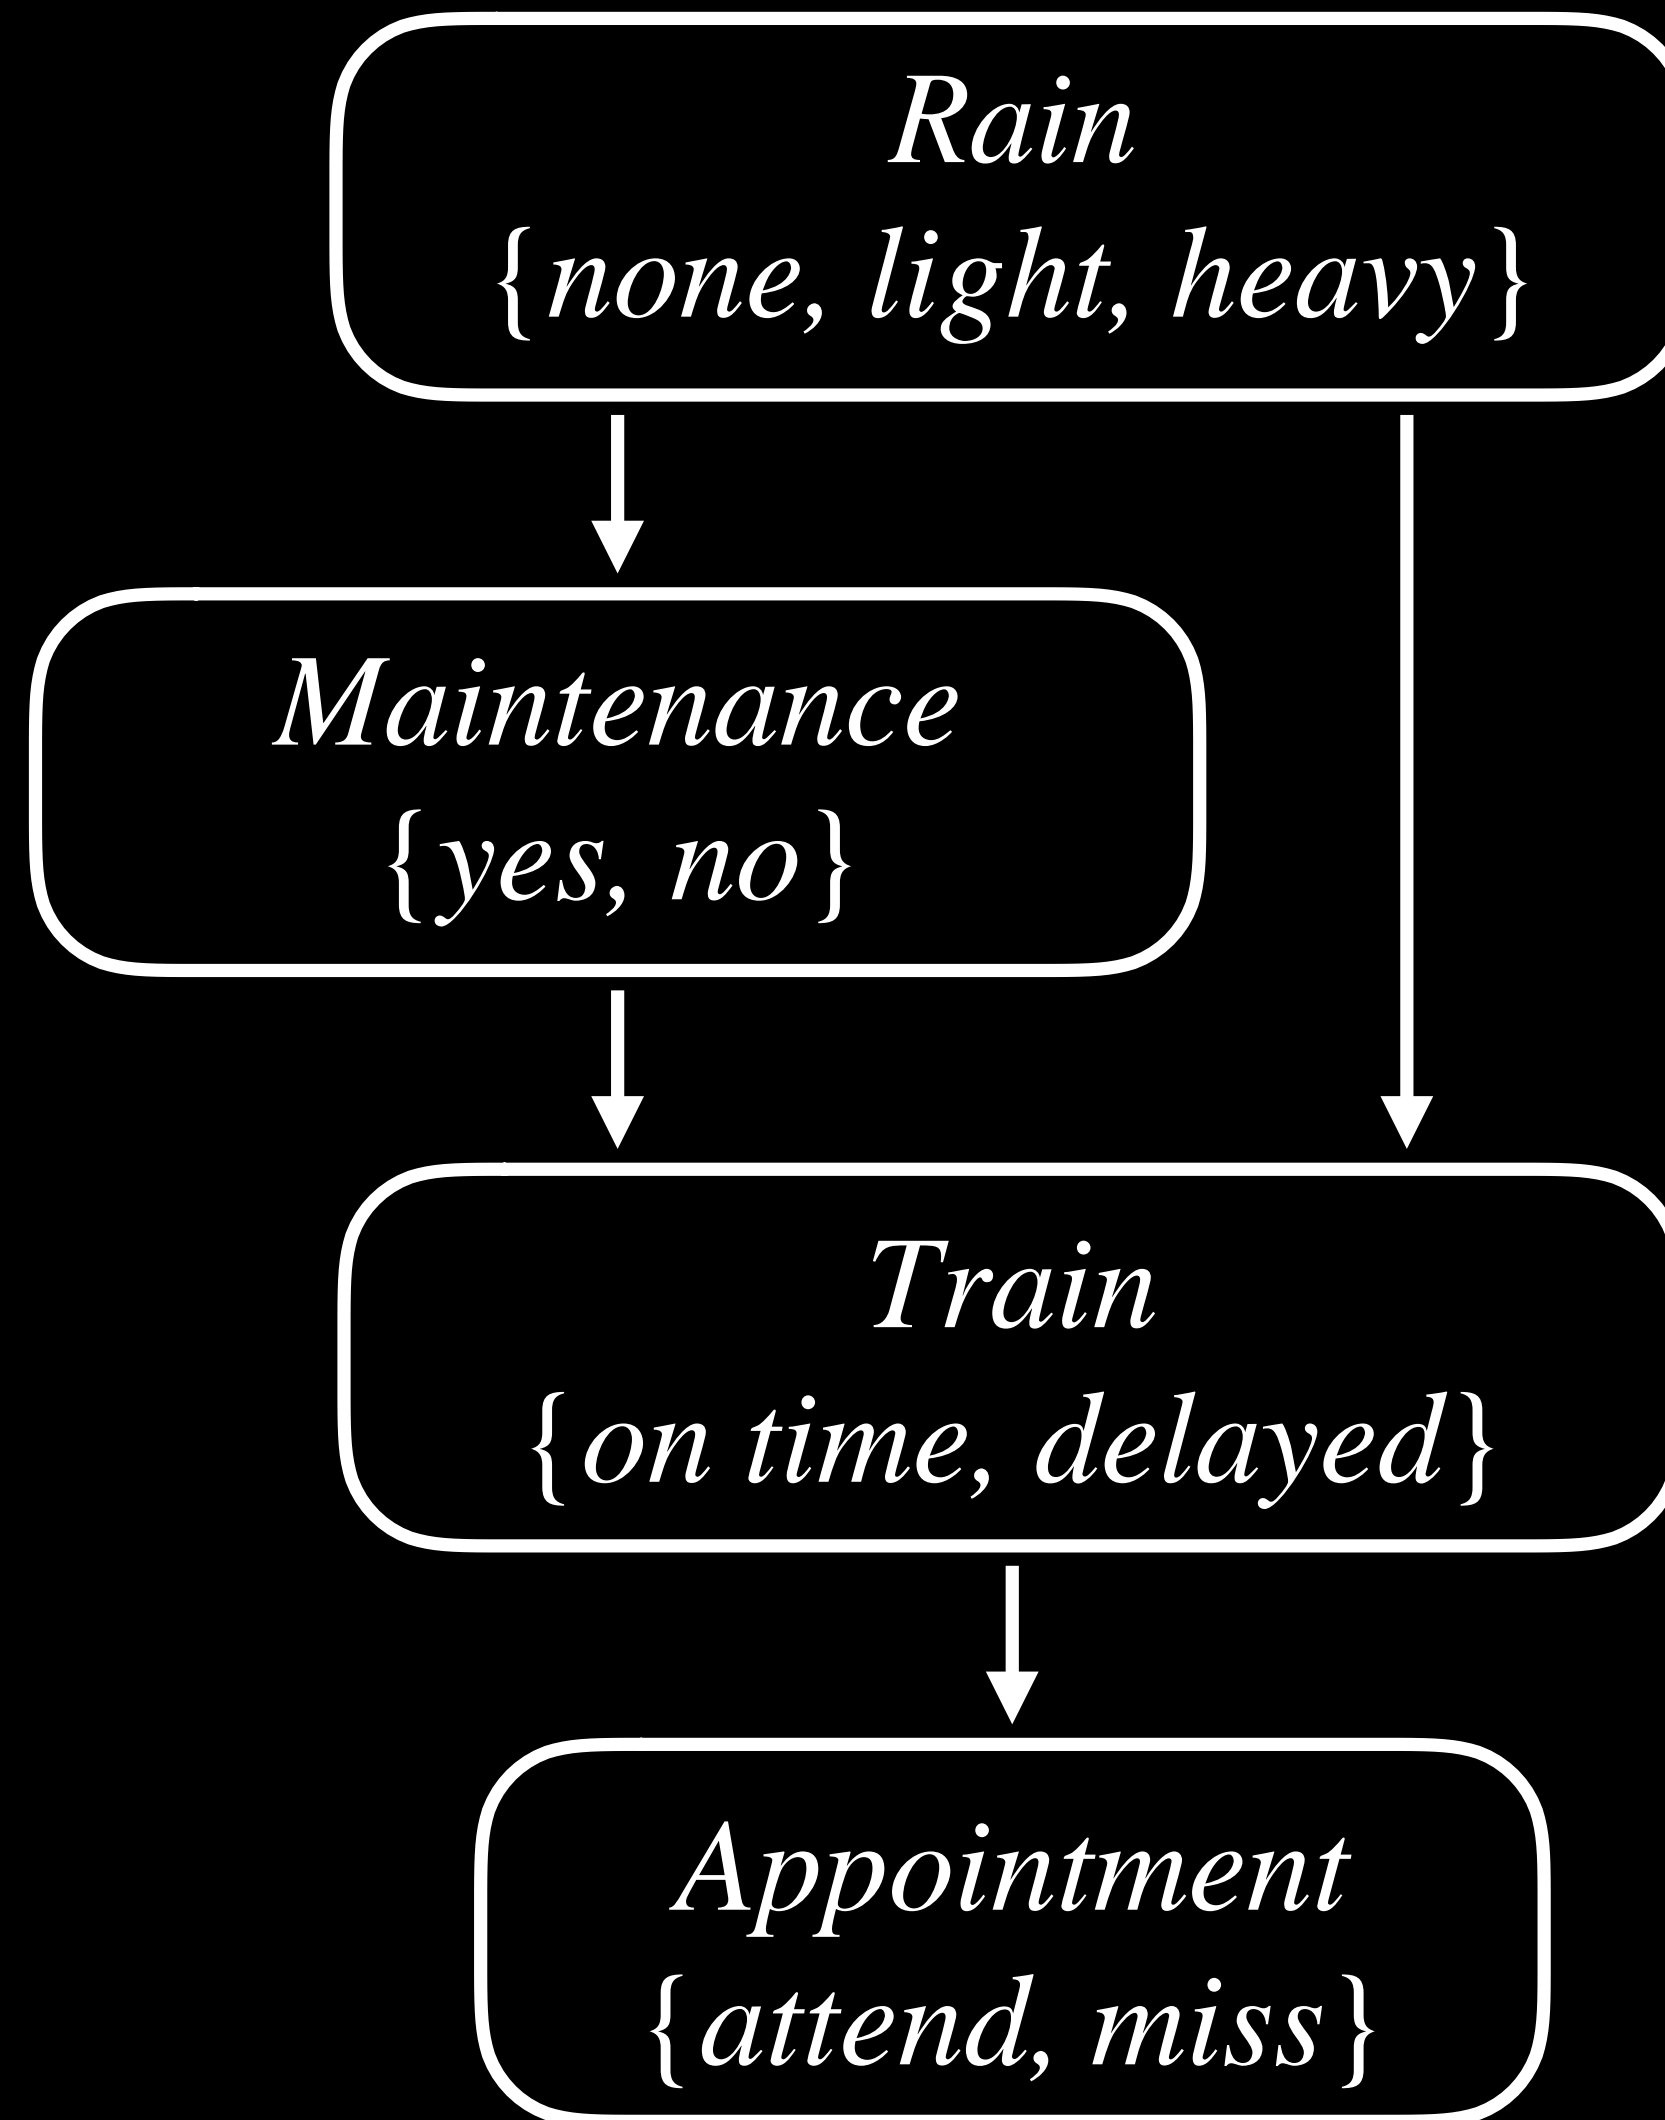 Rain
{none, light, heavy}
Maintenance
{yes, no}
Train
{on time, delayed}
Appointment
{attend, miss}